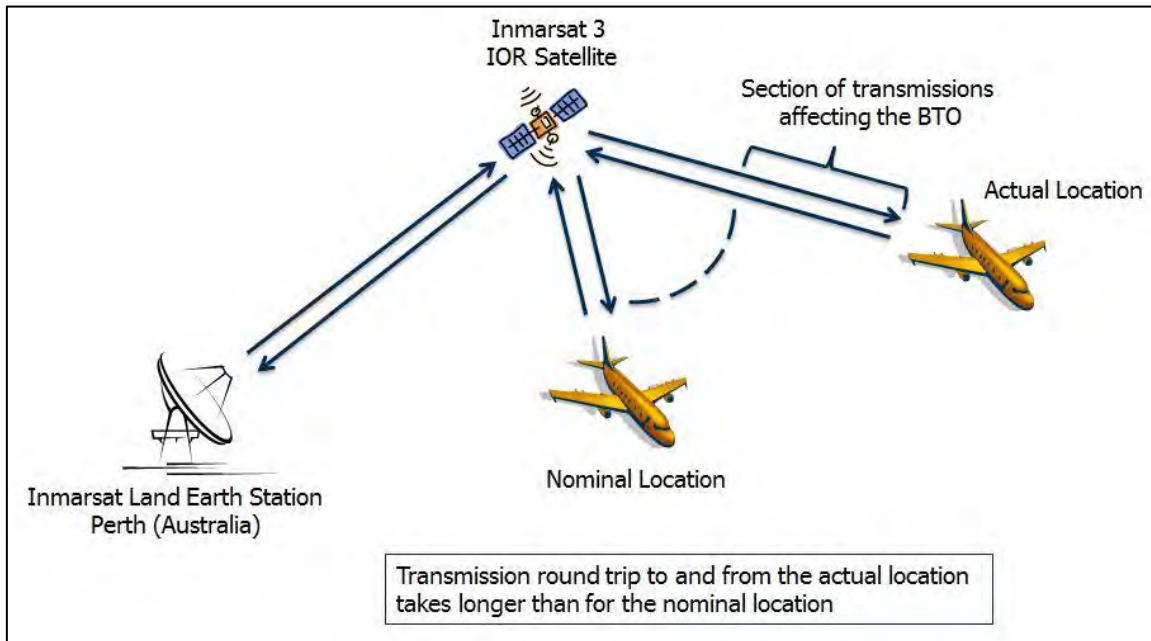 Inmarsat 3
IOR Satellite
Section of transmissions
affecting the BTO
Actual Location
Nominal Location
Inmarsat Land Earth Station
Perth (Australia)
Transmission round trip to and from the actual location
takes longer than for the nominal location